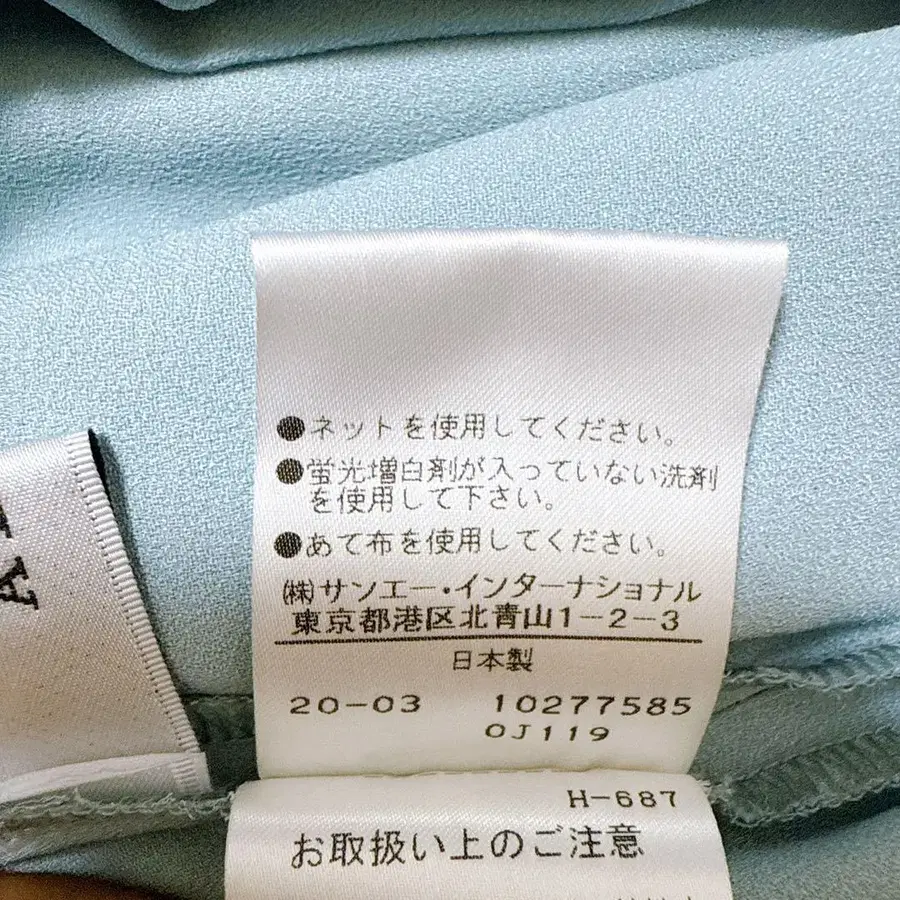 ●ネットを使用してください。
●蛍光増白剤が入っていない洗剤
を使用して下さい。
●あて布を使用してください。
㈱サンエー・インターナショナル
東京都港区北青山1-2-3
日本製
20-03 10277585
OJ119
H-687
お取扱い上のご注意